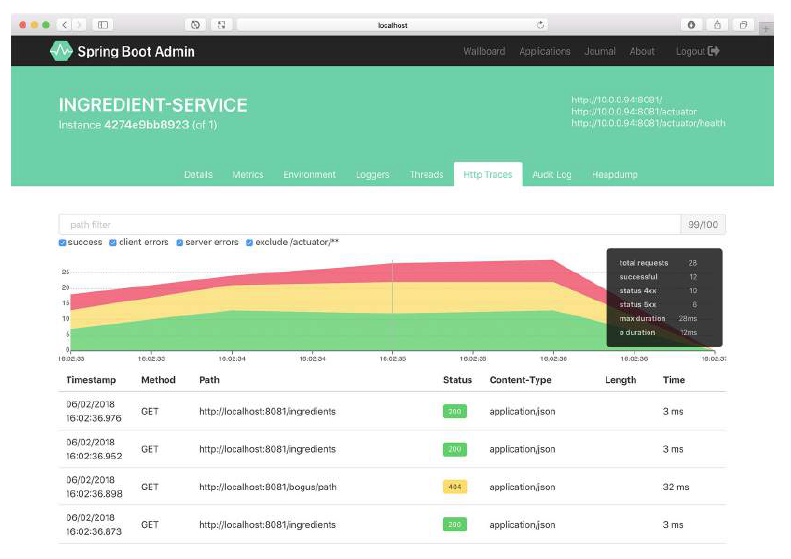 localhost
Spring Boot Admin
Wallboard Applications Journal About Logout
INGREDIENT-SERVICE
Instance 4274e9bb8923 (of 1)
http://10.0.0.94:8081/
http://10.0.0.94:8081/actuator
http://10.0.0.94:8081/actuator/health
Details Metrics Environment Loggers Threads Http Traces Audit Log Heapdump
path filter 99/100
success client errors server errors exclude /actuator/**
total requests 28
successful 12
status 4xx 10
status 5xx 6
max duration 28ms
ø duration 12ms
25
20
15
10
5
0
16:02:33 16:02:33 16:02:34 16:02:34 16:02:35 16:02:35 16:02:36 16:02:36 16:02:3
Timestamp Method Path Status Content-Type Length Time
06/02/2018
16:02:36.976 GET http://localhost:8081/ingredients 200 application/json 3 ms
06/02/2018
16:02:36.952 GET http://localhost:8081/ingredients 200 application/json 3 ms
06/02/2018
16:02:36.898 GET http://localhost:8081/bogus/path 404 application/json 32 ms
06/02/2018
16:02:36.873 GET http://localhost:8081/ingredients 200 application/json 3 ms